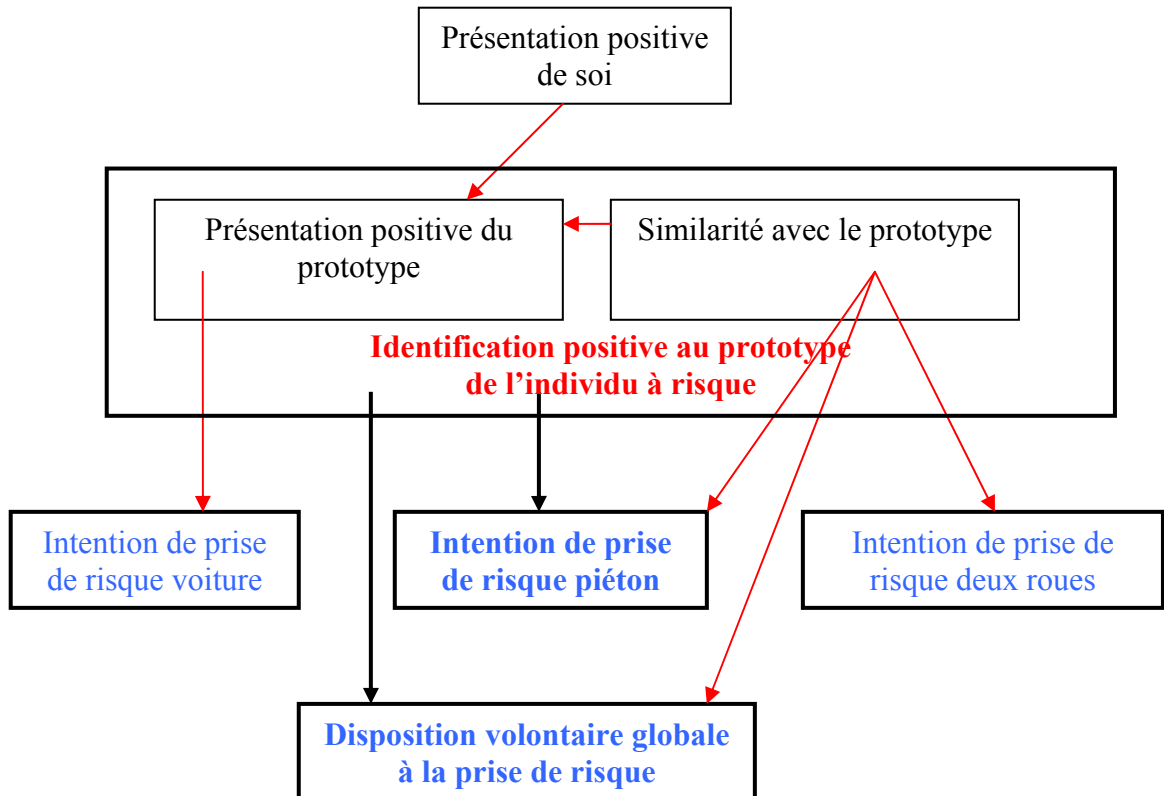 Présentation positive
de soi
Présentation positive du
prototype
Similarité avec le prototype
Identification positive au prototype
de l’individu à risque
Intention de prise
de risque voiture
Intention de prise
de risque piéton
Intention de prise de
risque deux roues
Disposition volontaire globale
à la prise de risque